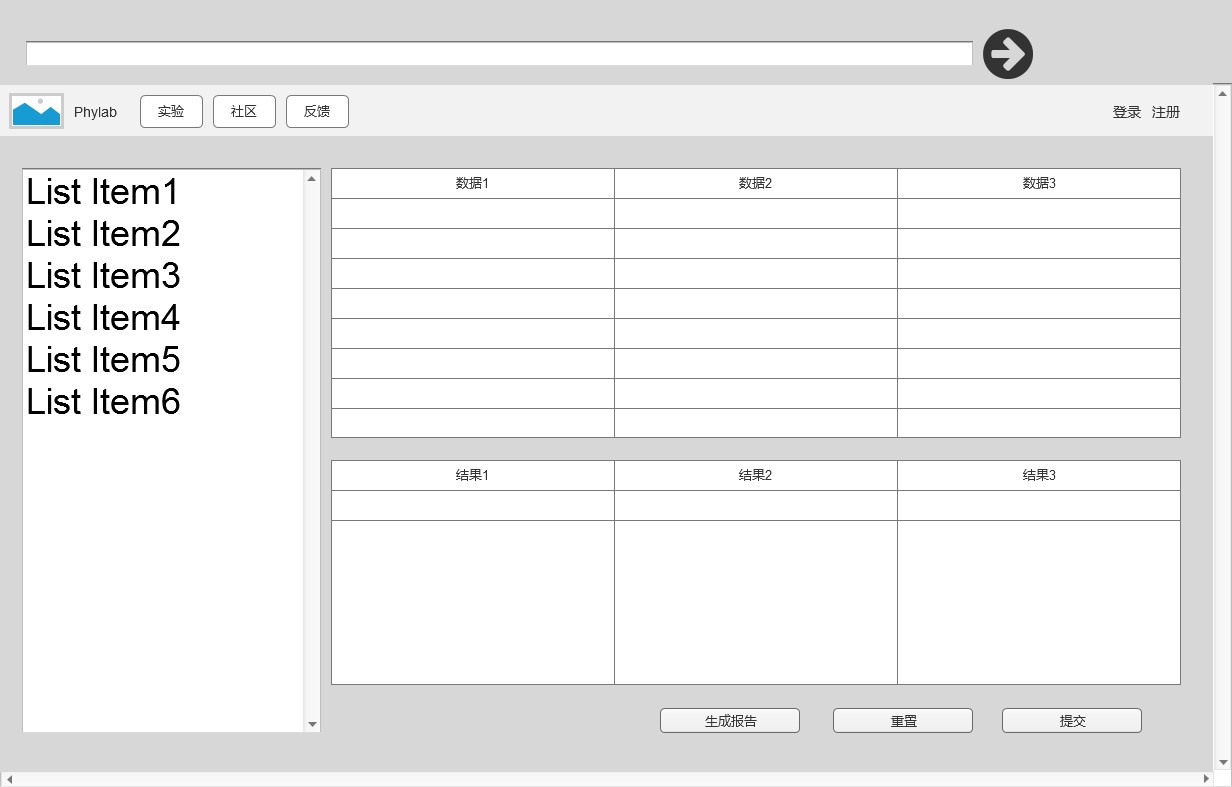 Phylab 实验 社区 反馈 登录 注册
List Item1
List Item2
List Item3
List Item4
List Item5
List Item6
数据1 数据2 数据3
结果1 结果2 结果3
生成报告 重置 提交